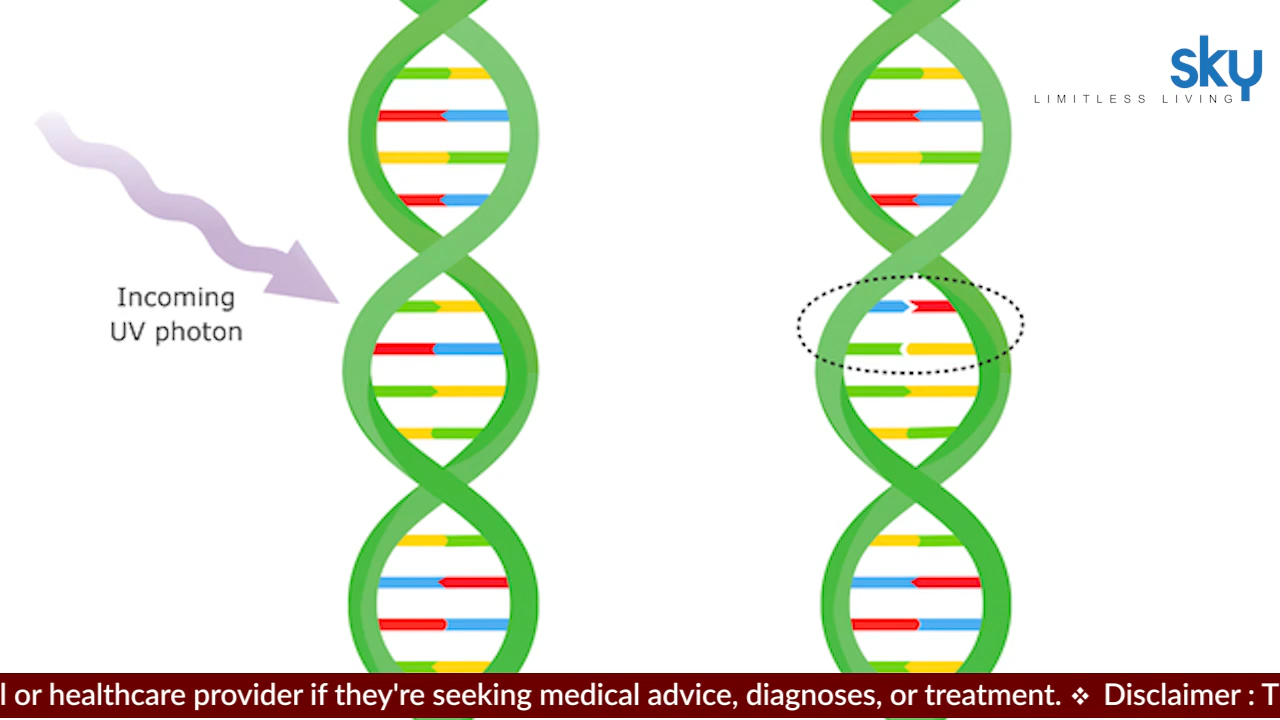 sky
LIMITLESS LIVING
Incoming
UV photon
or healthcare provider if they're seeking medical advice, diagnoses, or treatment. ❖ Disclaimer :